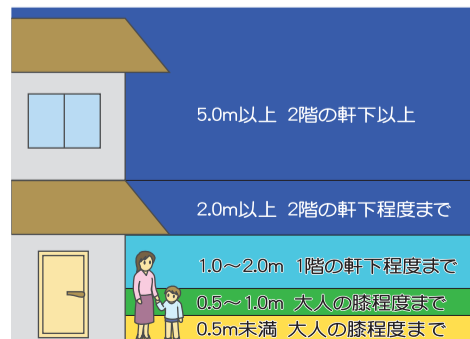 5.0m以上 2階の軒下以上
2.0m以上 2階の軒下程度まで
1.0～2.0m 1階の軒下程度まで
0.5～1.0m 大人の膝程度まで
0.5m未満 大人の膝程度まで